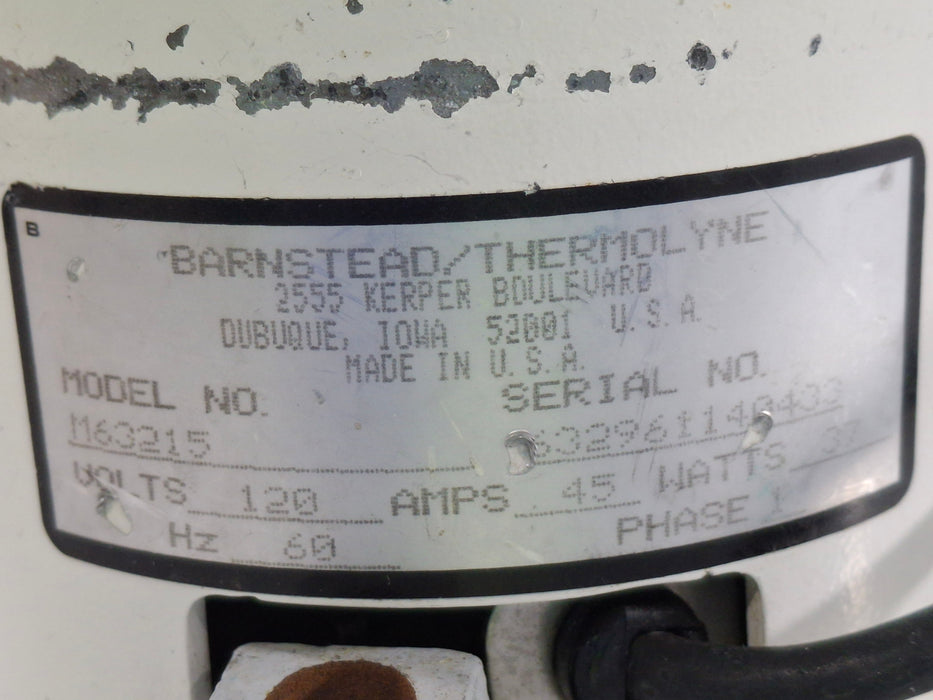 B
BARNSTEAD/THERMOLYNE
2555 KERPER BOULEVARD
DUBUQUE, IOWA 52001 U.S.A.
MADE IN U.S.A.
MODEL NO. SERIAL NO.
M63215
VOLTS 120 AMPS 45 WATTS
Hz 60 PHASE 1